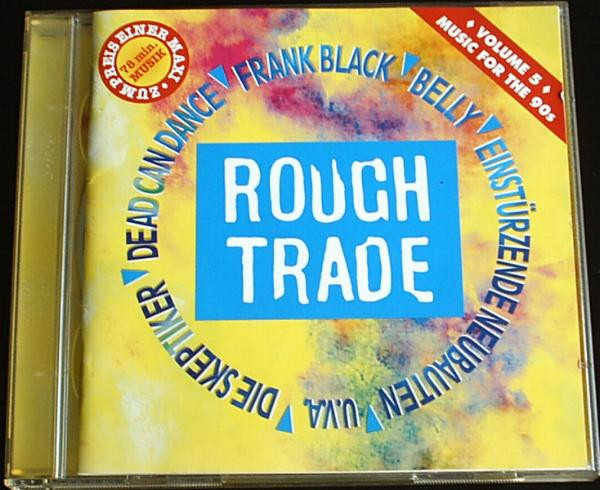 ZUM PREIS EINER MAXI •
78 min.
MUSIK
♦ VOLUME 5 ♦
MUSIC FOR THE 90s
FRANK BLACK
BELLY
EINSTÜRZENDE NEUBAUTEN
U.V.A.
DIE SKEPTIKER
DEAD CAN DANCE
ROUGH
TRADE